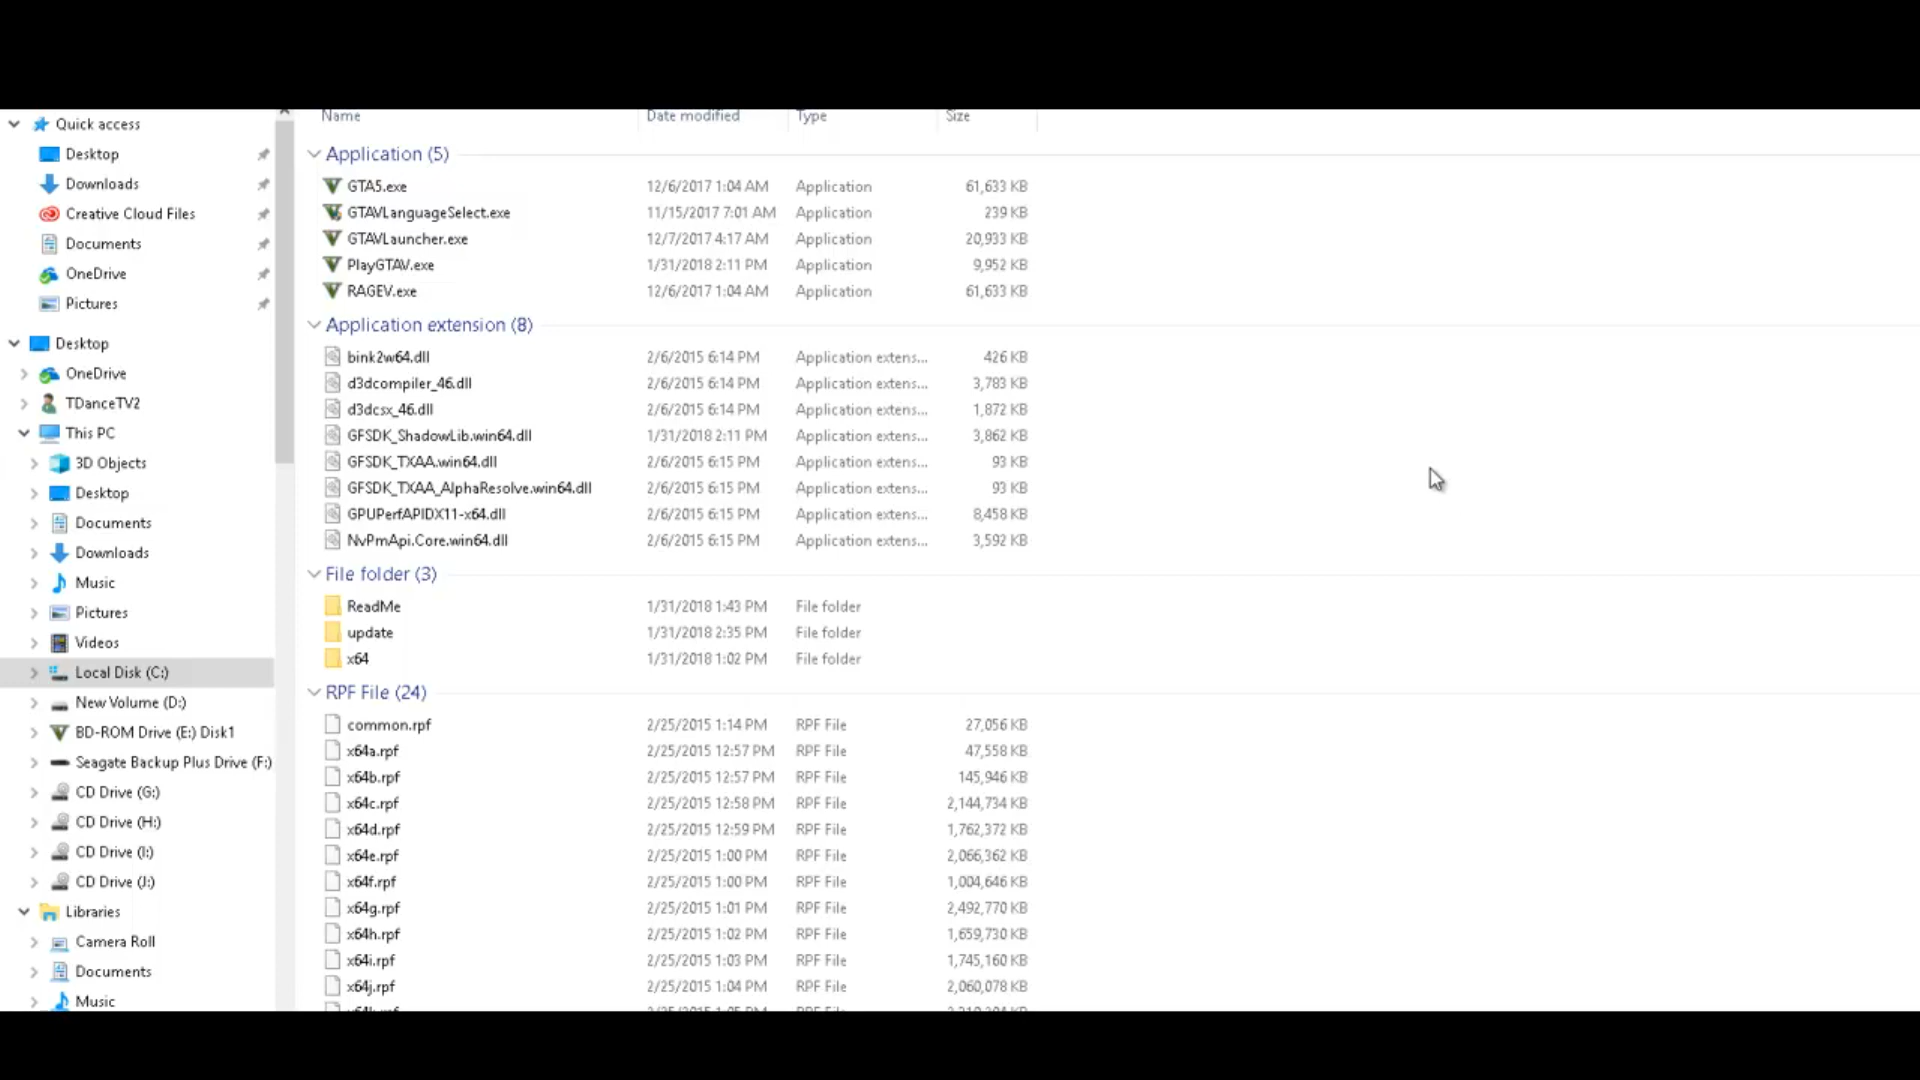 Name Date modified Type Size
Quick access
Desktop
Downloads
Creative Cloud Files
Documents
OneDrive
Pictures
Desktop
OneDrive
TDanceTV2
This PC
3D Objects
Desktop
Documents
Downloads
Music
Pictures
Videos
Local Disk (C:)
New Volume (D:)
BD-ROM Drive (E:) Disk1
Seagate Backup Plus Drive (F:)
CD Drive (G:)
CD Drive (H:)
CD Drive (I:)
CD Drive (J:)
Libraries
Camera Roll
Documents
Music
Application (5)
GTA5.exe 12/6/2017 1:04 AM Application 61,633 KB
GTAVLanguageSelect.exe 11/15/2017 7:01 AM Application 239 KB
GTAVLauncher.exe 12/7/2017 4:17 AM Application 20,933 KB
PlayGTAV.exe 1/31/2018 2:11 PM Application 9,952 KB
RAGEV.exe 12/6/2017 1:04 AM Application 61,633 KB
Application extension (8)
bink2w64.dll 2/6/2015 6:14 PM Application extens... 426 KB
d3dcompiler_46.dll 2/6/2015 6:14 PM Application extens... 3,783 KB
d3dcsx_46.dll 2/6/2015 6:14 PM Application extens... 1,872 KB
GFSDK_ShadowLib.win64.dll 1/31/2018 2:11 PM Application extens... 3,862 KB
GFSDK_TXAA.win64.dll 2/6/2015 6:15 PM Application extens... 93 KB
GFSDK_TXAA_AlphaResolve.win64.dll 2/6/2015 6:15 PM Application extens... 93 KB
GPUPerfAPIDX11-x64.dll 2/6/2015 6:15 PM Application extens... 8,458 KB
NvPmApi.Core.win64.dll 2/6/2015 6:15 PM Application extens... 3,592 KB
File folder (3)
ReadMe 1/31/2018 1:43 PM File folder
update 1/31/2018 2:35 PM File folder
x64 1/31/2018 1:02 PM File folder
RPF File (24)
common.rpf 2/25/2015 1:14 PM RPF File 27,056 KB
x64a.rpf 2/25/2015 12:57 PM RPF File 47,558 KB
x64b.rpf 2/25/2015 12:57 PM RPF File 145,946 KB
x64c.rpf 2/25/2015 12:58 PM RPF File 2,144,734 KB
x64d.rpf 2/25/2015 12:59 PM RPF File 1,762,372 KB
x64e.rpf 2/25/2015 1:00 PM RPF File 2,066,362 KB
x64f.rpf 2/25/2015 1:00 PM RPF File 1,004,646 KB
x64g.rpf 2/25/2015 1:01 PM RPF File 2,492,770 KB
x64h.rpf 2/25/2015 1:02 PM RPF File 1,659,730 KB
x64i.rpf 2/25/2015 1:03 PM RPF File 1,745,160 KB
x64j.rpf 2/25/2015 1:04 PM RPF File 2,060,078 KB